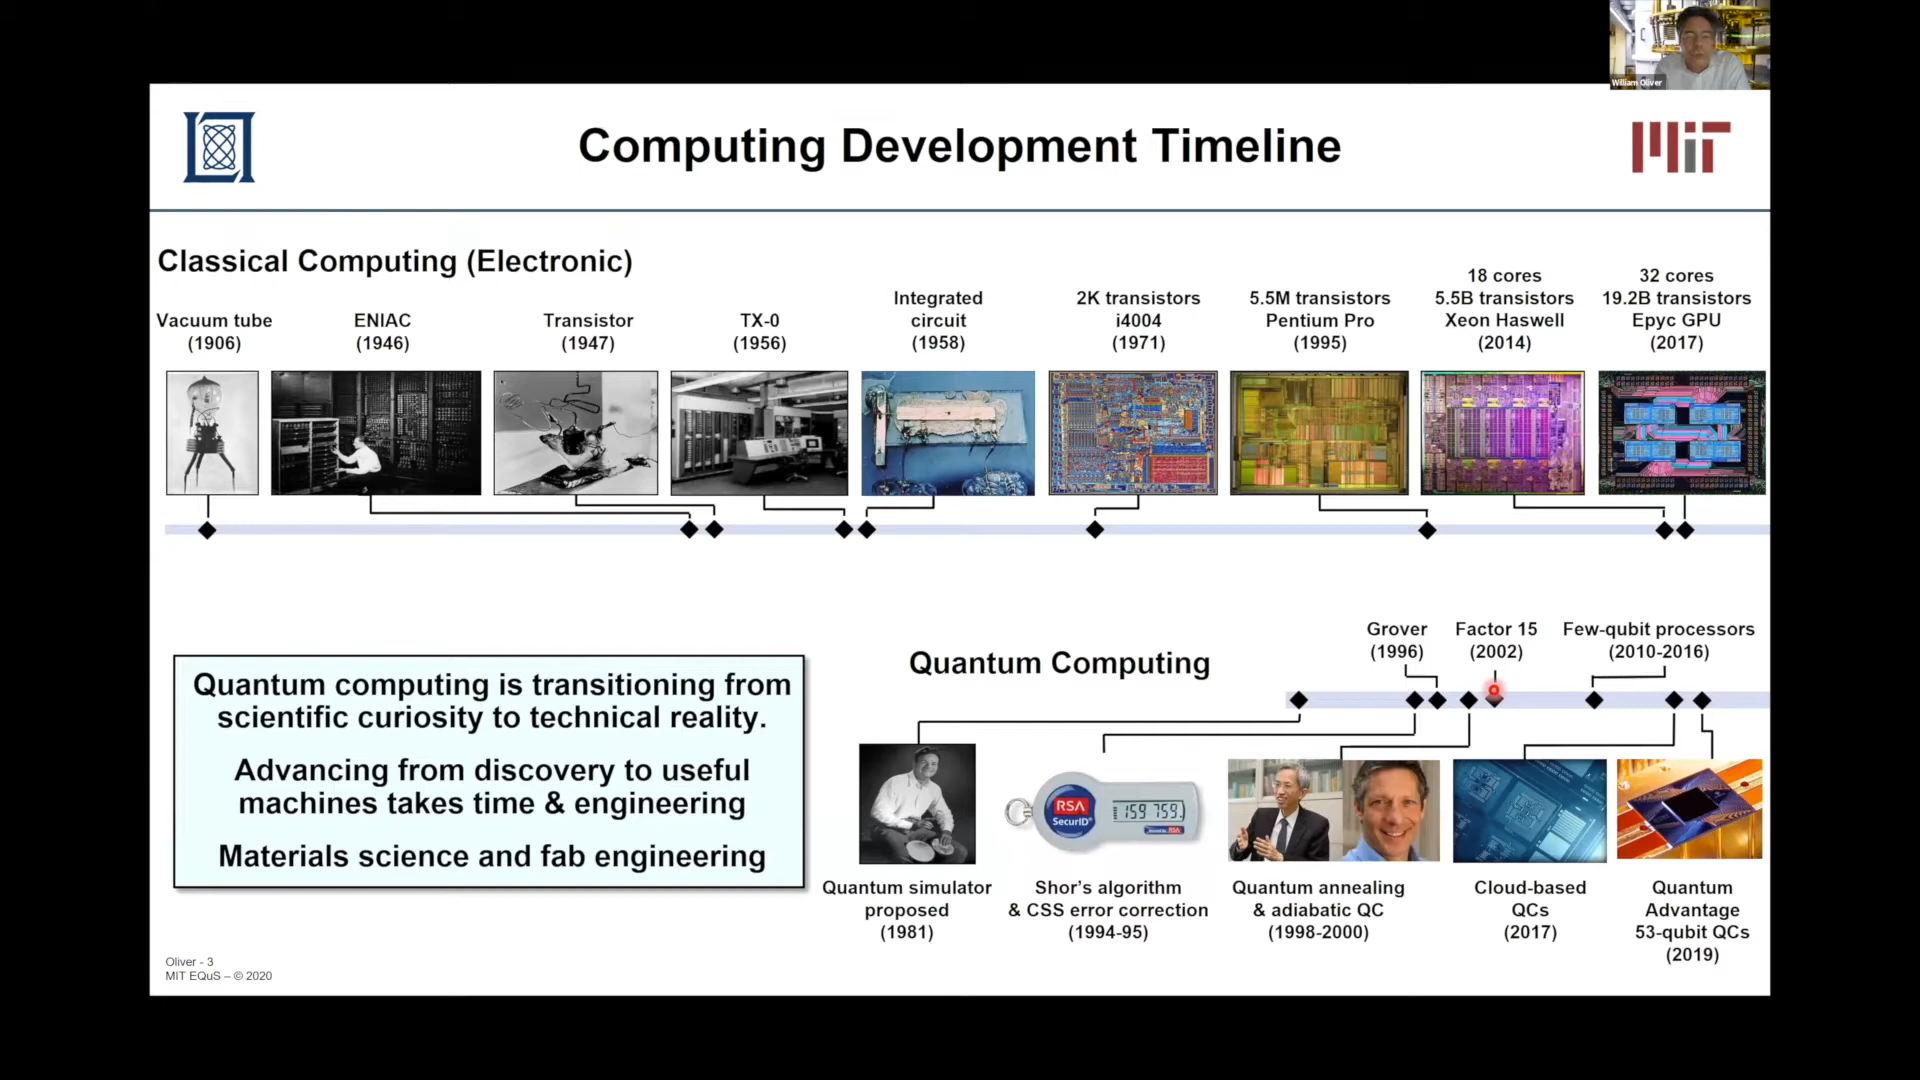 William Oliver
Computing Development Timeline
MIT
Classical Computing (Electronic)
Vacuum tube
(1906)
ENIAC
(1946)
Transistor
(1947)
TX-0
(1956)
Integrated
circuit
(1958)
2K transistors
i4004
(1971)
5.5M transistors
Pentium Pro
(1995)
18 cores
5.5B transistors
Xeon Haswell
(2014)
32 cores
19.2B transistors
Epyc GPU
(2017)
Quantum computing is transitioning from
scientific curiosity to technical reality.
Advancing from discovery to useful
machines takes time & engineering
Materials science and fab engineering
Quantum Computing
Grover
(1996)
Factor 15
(2002)
Few-qubit processors
(2010-2016)
RSA
SecurID®
159 759
RSA
Quantum simulator
proposed
(1981)
Shor's algorithm
& CSS error correction
(1994-95)
Quantum annealing
& adiabatic QC
(1998-2000)
Cloud-based
QCs
(2017)
Quantum
Advantage
53-qubit QCs
(2019)
Oliver - 3
MIT EQuS – © 2020